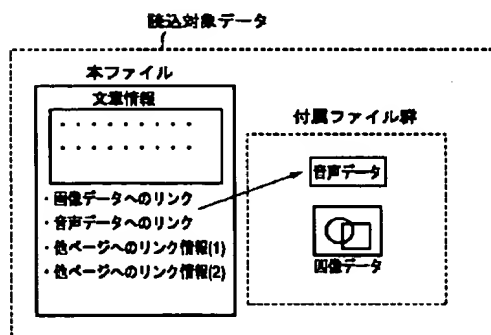 読込対象データ
本ファイル
文章情報
・・・・・・・・・
・・・・・・・・・
・画像データへのリンク
・音声データへのリンク
・他ページへのリンク情報(1)
・他ページへのリンク情報(2)
付属ファイル群
音声データ
画像データ